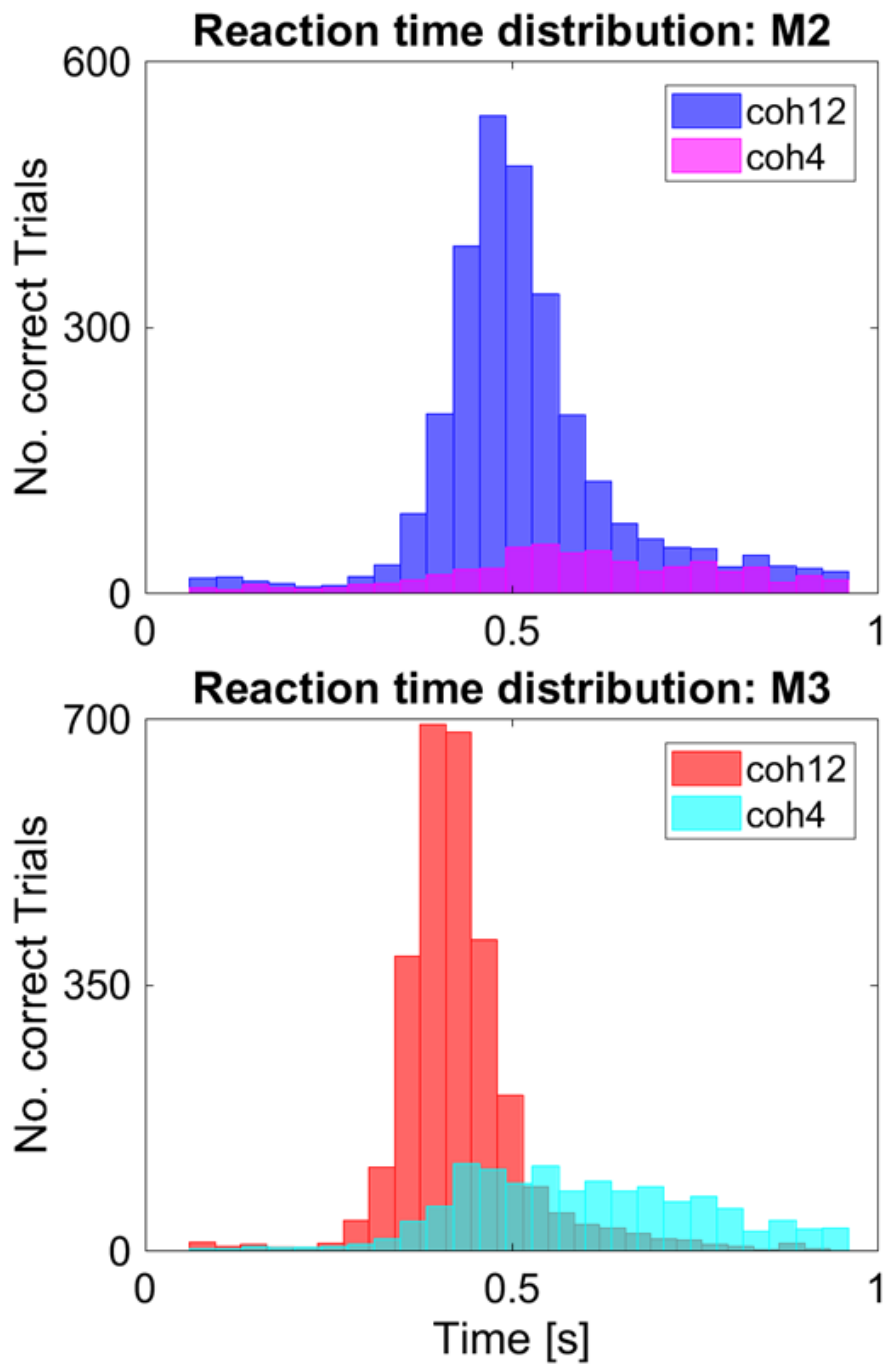 Reaction time distribution: M2
600
coh12
coh4
No. correct Trials
300
0
0
0.5
1
Reaction time distribution: M3
700
coh12
coh4
No. correct Trials
350
0
0
0.5
1
Time [s]